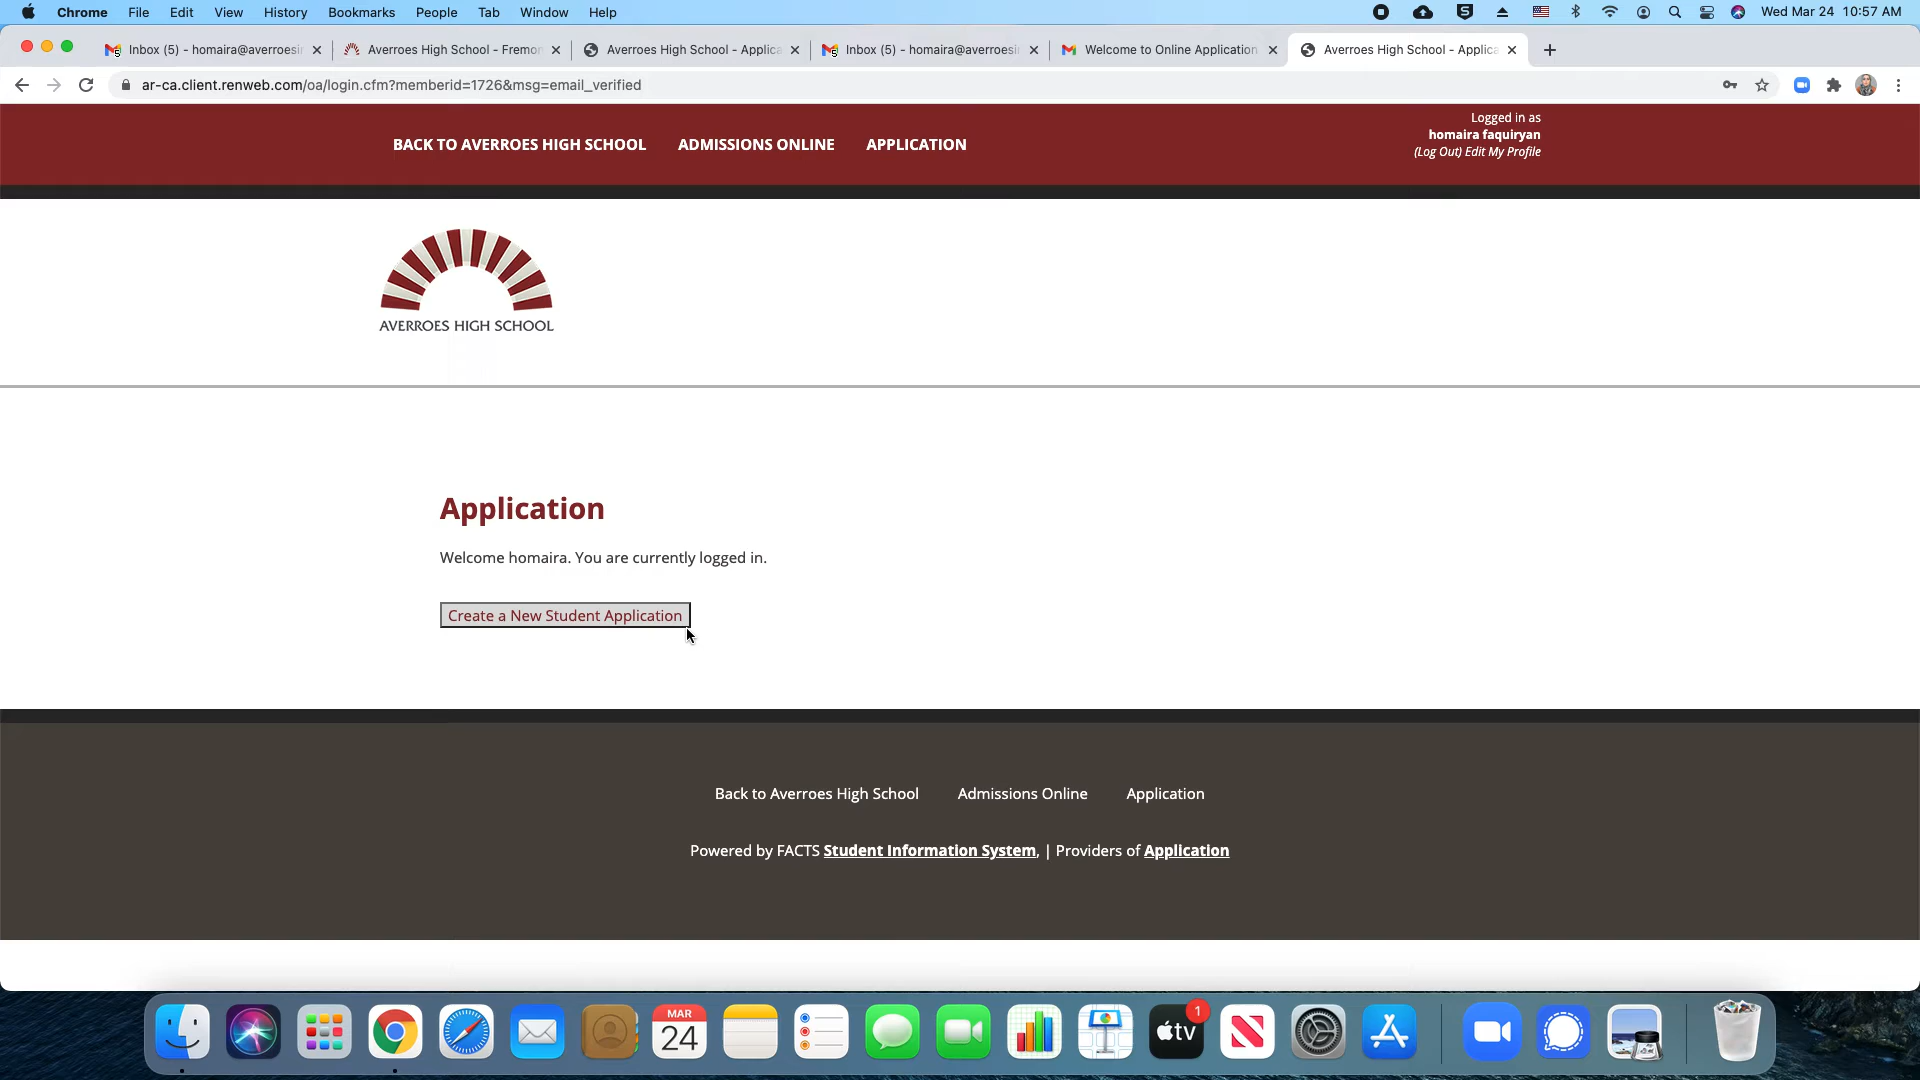 Chrome File Edit View History Bookmarks People Tab Window Help
Wed Mar 24 10:57 AM
Inbox (5) - homaira@averroesin
Averroes High School - Fremon
Averroes High School - Applica
Inbox (5) - homaira@averroesin
Welcome to Online Application
Averroes High School - Applica
ar-ca.client.renweb.com/oa/login.cfm?memberid=1726&msg=email_verified
Logged in as
BACK TO AVERROES HIGH SCHOOL ADMISSIONS ONLINE APPLICATION
homaira faquiryan
(Log Out) Edit My Profile
AVERROES HIGH SCHOOL
Application
Welcome homaira. You are currently logged in.
Create a New Student Application
Back to Averroes High School Admissions Online Application
Powered by FACTS Student Information System, | Providers of Application
MAR
24
tv
1